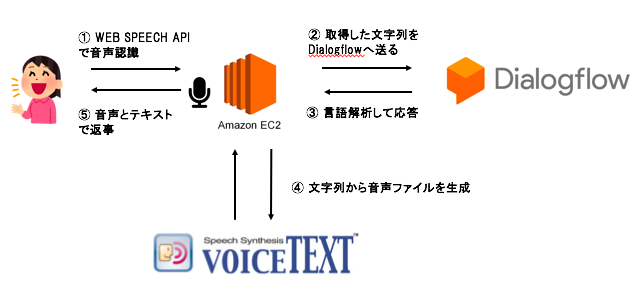 ① WEB SPEECH API
で音声認識
② 取得した文字列を
Dialogflowへ送る
Dialogflow
⑤ 音声とテキスト
で返事
Amazon EC2
③ 言語解析して応答
④ 文字列から音声ファイルを生成
Speech Synthesis
VOICETEXT™